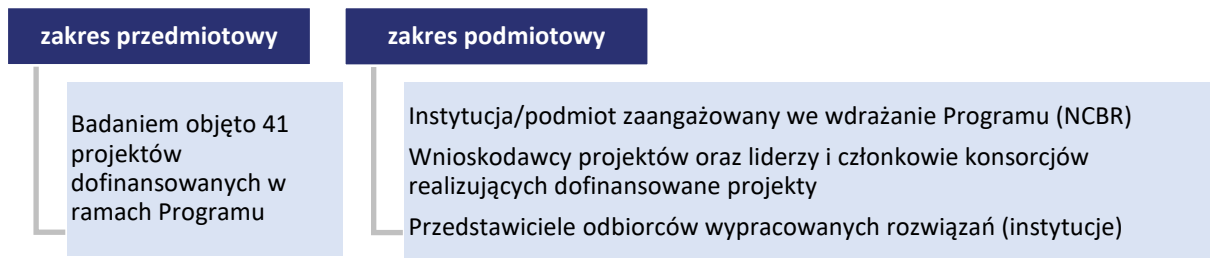 zakres przedmiotowy
Badaniem objęto 41
projektów
dofinansowanych w
ramach Programu
zakres podmiotowy
Instytucja/podmiot zaangażowany we wdrażanie Programu (NCBR)
Wnioskodawcy projektów oraz liderzy i członkowie konsorcjów
realizujących dofinansowane projekty
Przedstawiciele odbiorców wypracowanych rozwiązań (instytucje)